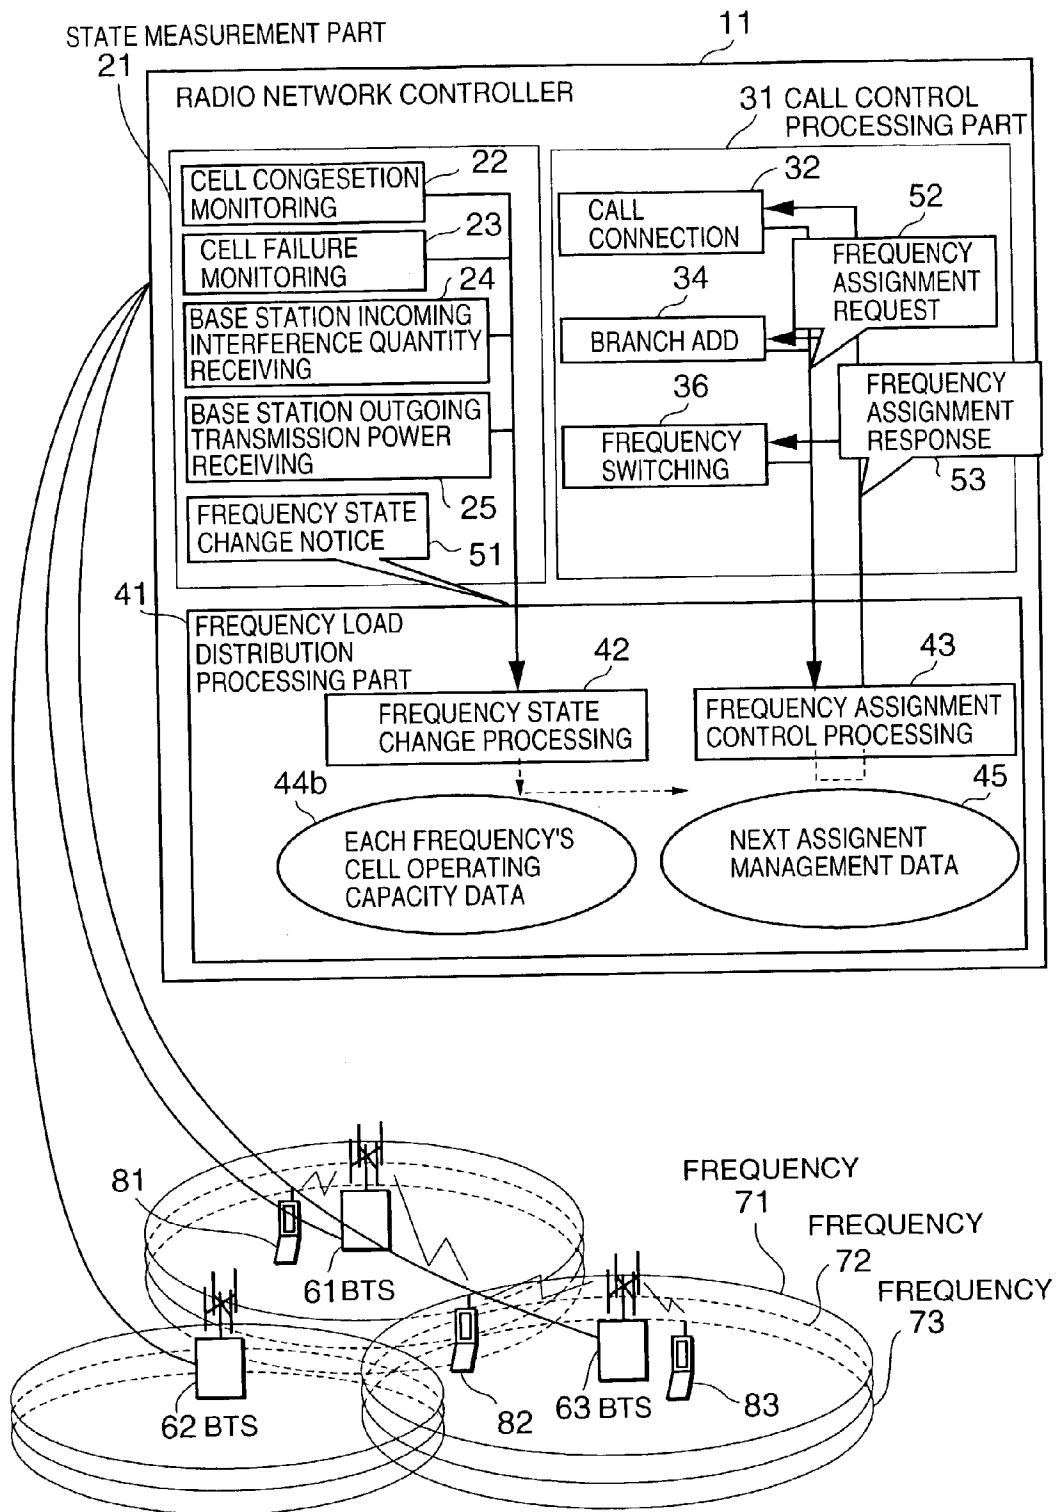 STATE MEASUREMENT PART
21
11
RADIO NETWORK CONTROLLER
31 CALL CONTROL
PROCESSING PART
CELL CONGESETION
MONITORING
22
CELL FAILURE
MONITORING
23
24
BASE STATION INCOMING
INTERFERENCE QUANTITY
RECEIVING
BASE STATION OUTGOING
TRANSMISSION POWER
RECEIVING
25
FREQUENCY STATE
CHANGE NOTICE
51
32
CALL
CONNECTION
52
FREQUENCY
ASSIGNMENT
REQUEST
34
BRANCH ADD
36
FREQUENCY
SWITCHING
FREQUENCY
ASSIGNMENT
RESPONSE
53
41
FREQUENCY LOAD
DISTRIBUTION
PROCESSING PART
42
FREQUENCY STATE
CHANGE PROCESSING
43
FREQUENCY ASSIGNMENT
CONTROL PROCESSING
44b
EACH FREQUENCY'S
CELL OPERATING
CAPACITY DATA
45
NEXT ASSIGNENT
MANAGEMENT DATA
81
61 BTS
FREQUENCY
71
FREQUENCY
72
FREQUENCY
73
62 BTS
82
63 BTS
83